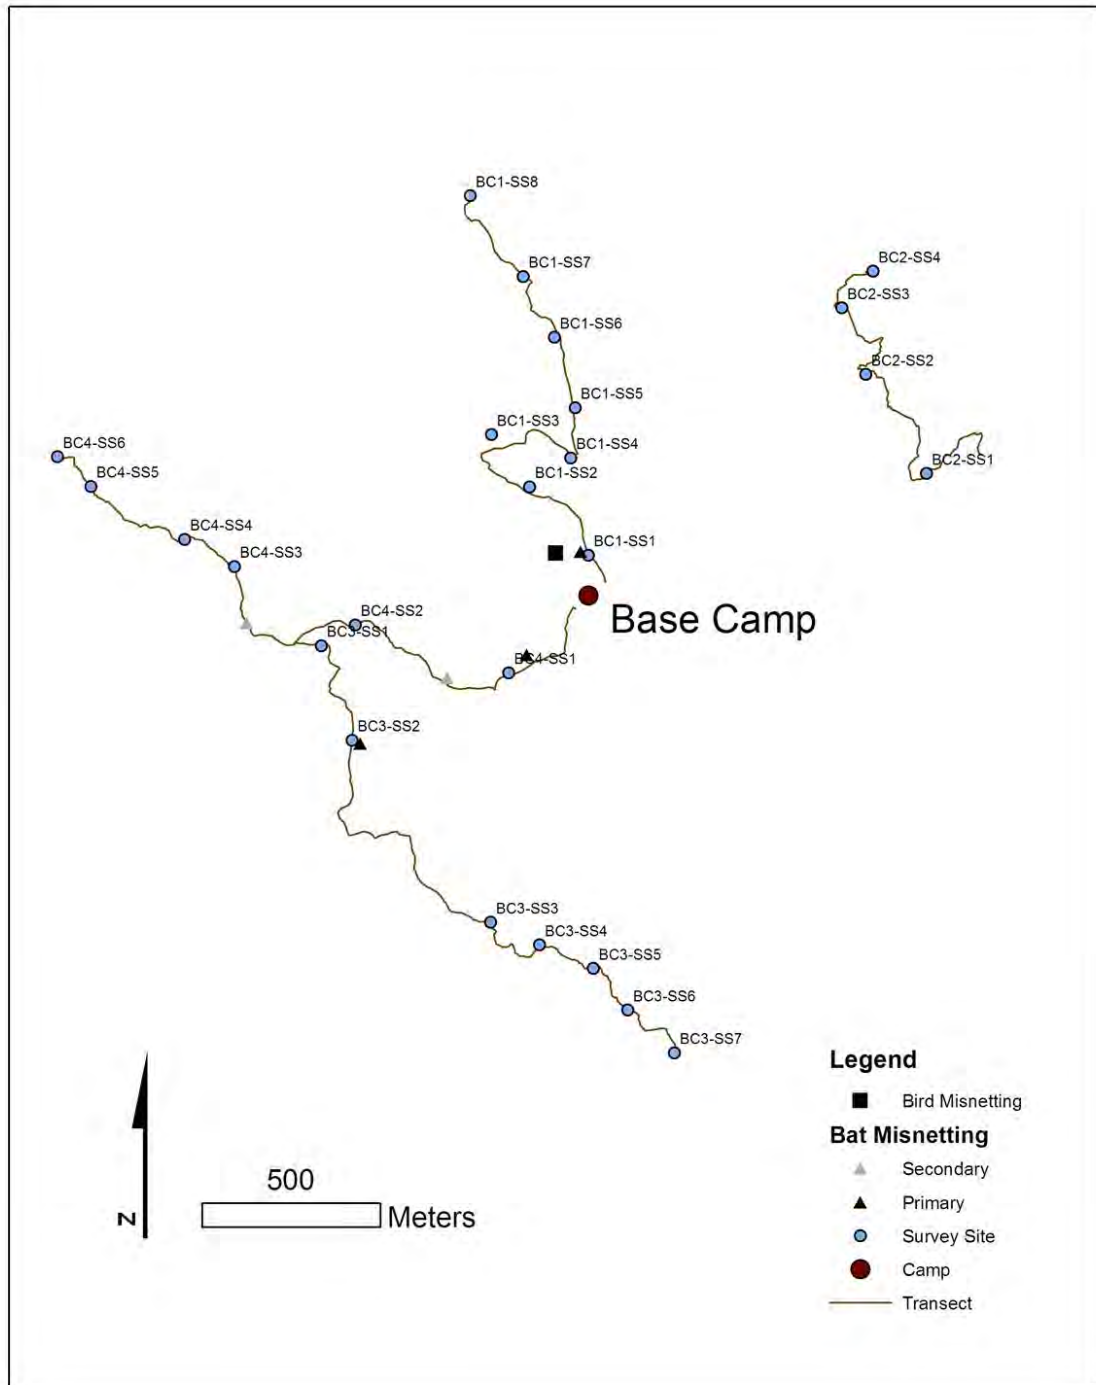 BC1-SS8
BC1-SS7
BC2-SS4
BC2-SS3
BC1-SS6
BC2-SS2
BC1-SS5
BC1-SS3
BC1-SS4
BC4-SS6
BC2-SS1
BC4-SS5
BC1-SS2
BC4-SS4
BC1-SS1
BC4-SS3
BC4-SS2
Base Camp
BC3-SS1
BC4-SS1
BC3-SS2
BC3-SS3
BC3-SS4
BC3-SS5
BC3-SS6
BC3-SS7
Legend
Bird Misnetting
Bat Misnetting
Secondary
Primary
Survey Site
Camp
Transect
500
Meters
N